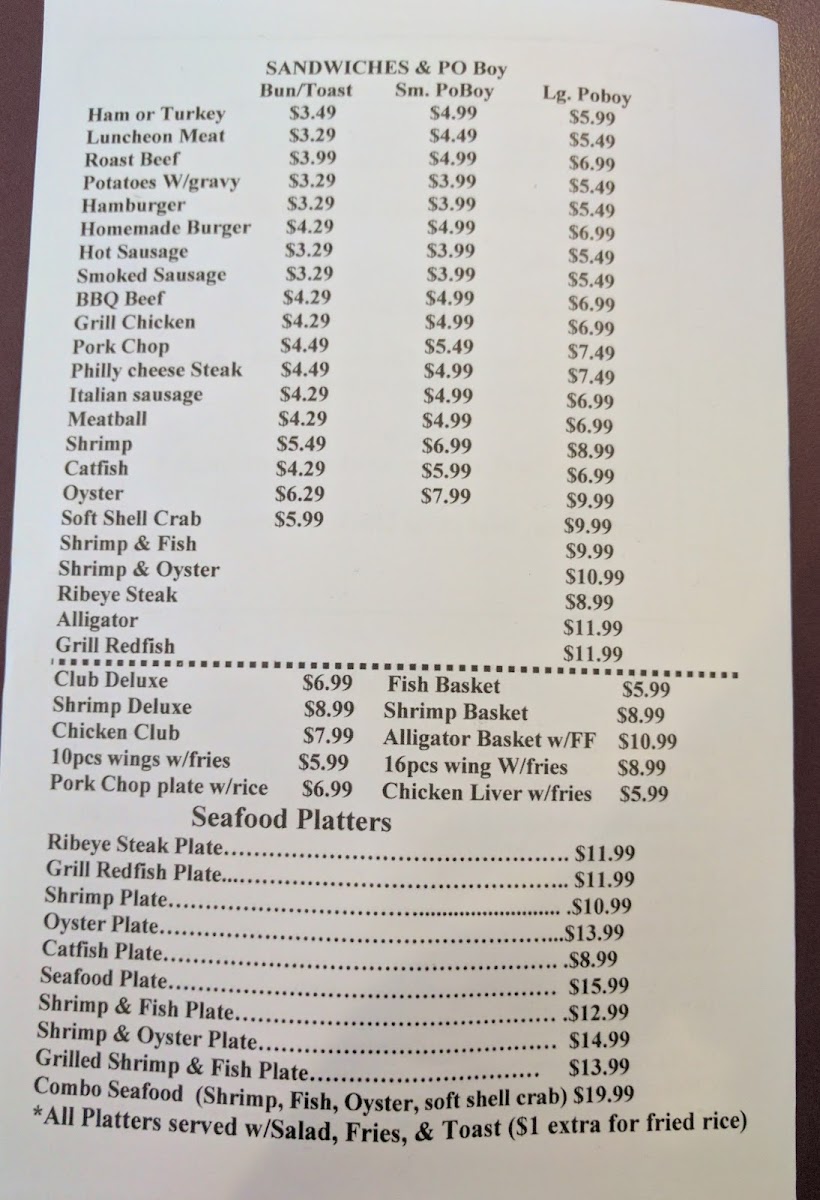 SANDWICHES & PO Boy
Bun/Toast Sm. PoBoy Lg. Poboy
Ham or Turkey $3.49 $4.99 $5.99
Luncheon Meat $3.29 $4.49 $5.49
Roast Beef $3.99 $4.99 $6.99
Potatoes W/gravy $3.29 $3.99 $5.49
Hamburger $3.29 $3.99 $5.49
Homemade Burger $4.29 $4.99 $6.99
Hot Sausage $3.29 $3.99 $5.49
Smoked Sausage $3.29 $3.99 $5.49
BBQ Beef $4.29 $4.99 $6.99
Grill Chicken $4.29 $4.99 $6.99
Pork Chop $4.49 $5.49 $7.49
Philly cheese Steak $4.49 $4.99 $7.49
Italian sausage $4.29 $4.99 $6.99
Meatball $4.29 $4.99 $6.99
Shrimp $5.49 $6.99 $8.99
Catfish $4.29 $5.99 $6.99
Oyster $6.29 $7.99 $9.99
Soft Shell Crab $5.99 $9.99
Shrimp & Fish $9.99
Shrimp & Oyster $10.99
Ribeye Steak $8.99
Alligator $11.99
Grill Redfish $11.99
Club Deluxe $6.99 Fish Basket $5.99
Shrimp Deluxe $8.99 Shrimp Basket $8.99
Chicken Club $7.99 Alligator Basket w/FF $10.99
10pcs wings w/fries $5.99 16pcs wing W/fries $8.99
Pork Chop plate w/rice $6.99 Chicken Liver w/fries $5.99
Seafood Platters
Ribeye Steak Plate.................................................... $11.99
Grill Redfish Plate.................................................... $11.99
Shrimp Plate.......................................................... .$10.99
Oyster Plate............................................................$13.99
Catfish Plate.......................................................... .$8.99
Seafood Plate......................................................... $15.99
Shrimp & Fish Plate............................................... .$12.99
Shrimp & Oyster Plate............................................ $14.99
Grilled Shrimp & Fish Plate................................... $13.99
Combo Seafood (Shrimp, Fish, Oyster, soft shell crab) $19.99
*All Platters served w/Salad, Fries, & Toast ($1 extra for fried rice)